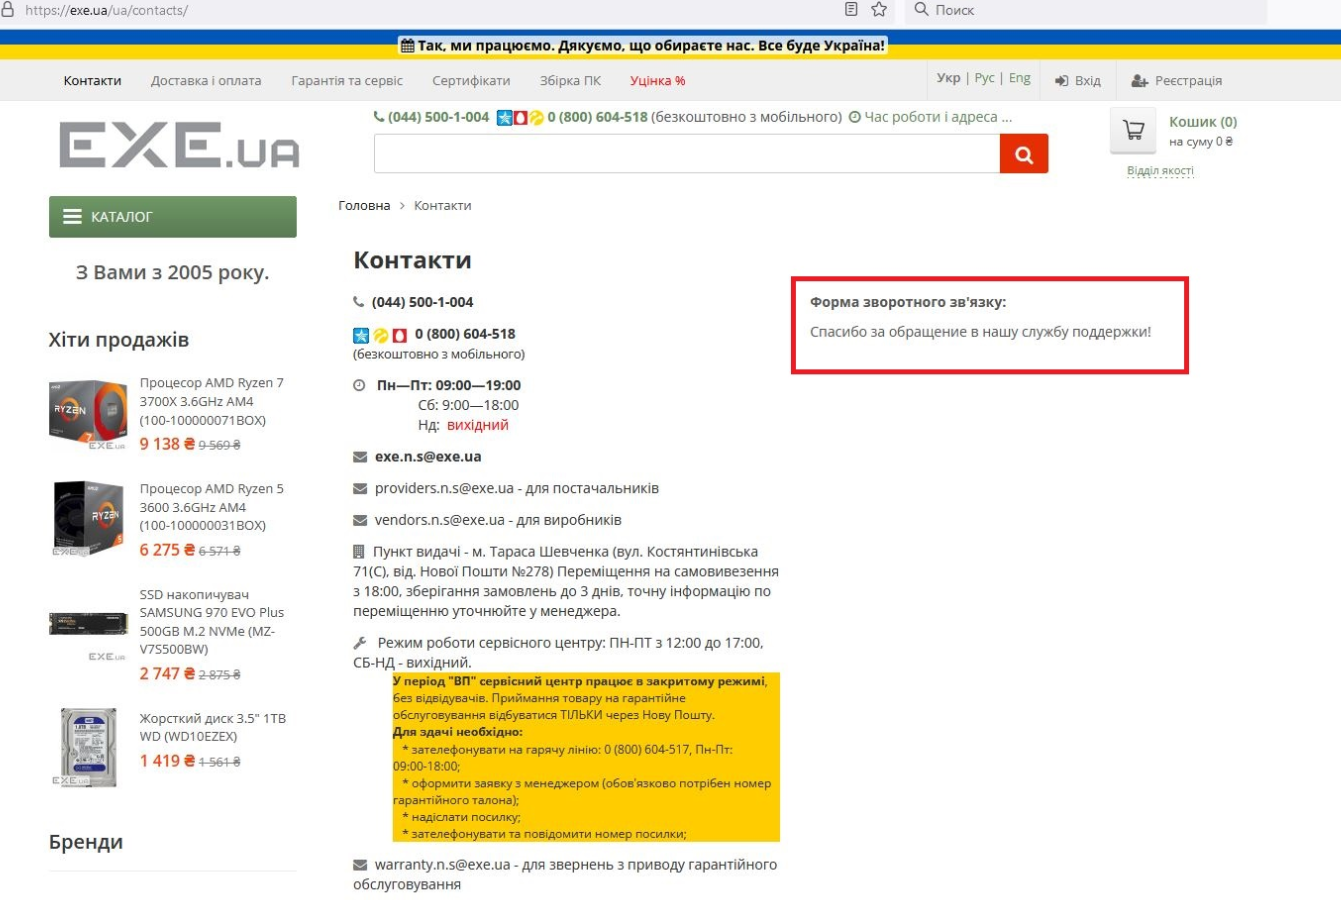 https://exe.ua/ua/contacts/
Поиск
Так, ми працюємо. Дякуємо, що обираєте нас. Все буде Україна!
Контакти Доставка і оплата Гарантія та сервіс Сертифікати Збірка ПК Уцінка % Укр | Рус | Eng Вхід Реєстрація
(044) 500-1-004 0 (800) 604-518 (безкоштовно з мобільного) Час роботи і адреса ...
EXE.UA
Кошик (0)
на суму 0 ₴
Відділ якості
КАТАЛОГ
З Вами з 2005 року.
Хіти продажів
Процесор AMD Ryzen 7
3700X 3.6GHz AM4
(100-100000071BOX)
9 138 ₴ 9 569 ₴
Процесор AMD Ryzen 5
3600 3.6GHz AM4
(100-100000031BOX)
6 275 ₴ 6 571 ₴
SSD накопичувач
SAMSUNG 970 EVO Plus
500GB M.2 NVMe (MZ-
V7S500BW)
2 747 ₴ 2 875 ₴
Жорсткий диск 3.5" 1TB
WD (WD10EZEX)
1 419 ₴ 1 561 ₴
Бренди
Головна > Контакти
Контакти
(044) 500-1-004
0 (800) 604-518
(безкоштовно з мобільного)
Пн—Пт: 09:00—19:00
Сб: 9:00—18:00
Нд: вихідний
exe.n.s@exe.ua
providers.n.s@exe.ua - для постачальників
vendors.n.s@exe.ua - для виробників
Пункт видачі - м. Тараса Шевченка (вул. Костянтинівська
71(С), від. Нової Пошти №278) Переміщення на самовивезення
з 18:00, зберігання замовлень до 3 днів, точну інформацію по
переміщенню уточнюйте у менеджера.
Режим роботи сервісного центру: ПН-ПТ з 12:00 до 17:00,
СБ-НД - вихідний.
У період "ВП" сервісний центр працює в закритому режимі,
без відвідувачів. Приймання товару на гарантійне
обслуговування відбуватися ТІЛЬКИ через Нову Пошту.
Для здачі необхідно:
* зателефонувати на гарячу лінію: 0 (800) 604-517, Пн-Пт:
09:00-18:00;
* оформити заявку з менеджером (обов'язково потрібен номер
гарантійного талона);
* надіслати посилку;
* зателефонувати та повідомити номер посилки;
warranty.n.s@exe.ua - для звернень з приводу гарантійного
обслуговування
Форма зворотного зв'язку:
Спасибо за обращение в нашу службу поддержки!